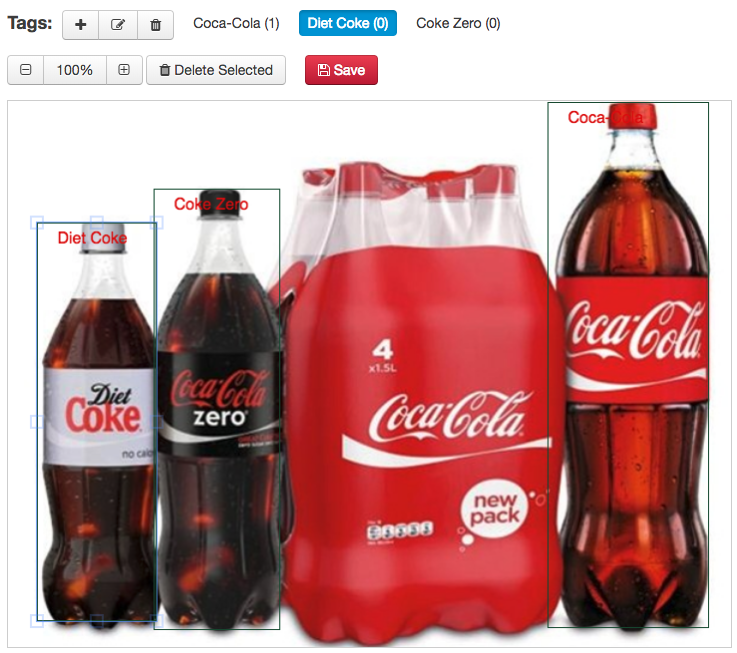 Tags: Coca-Cola (1) Diet Coke (0) Coke Zero (0)
100% Delete Selected Save
Coca-Cola
Coke Zero
Diet Coke
Diet
Coke
no calo
Coca-Cola
zero
4
x1.5L
Coca-Cola
new
pack
Coca-Cola